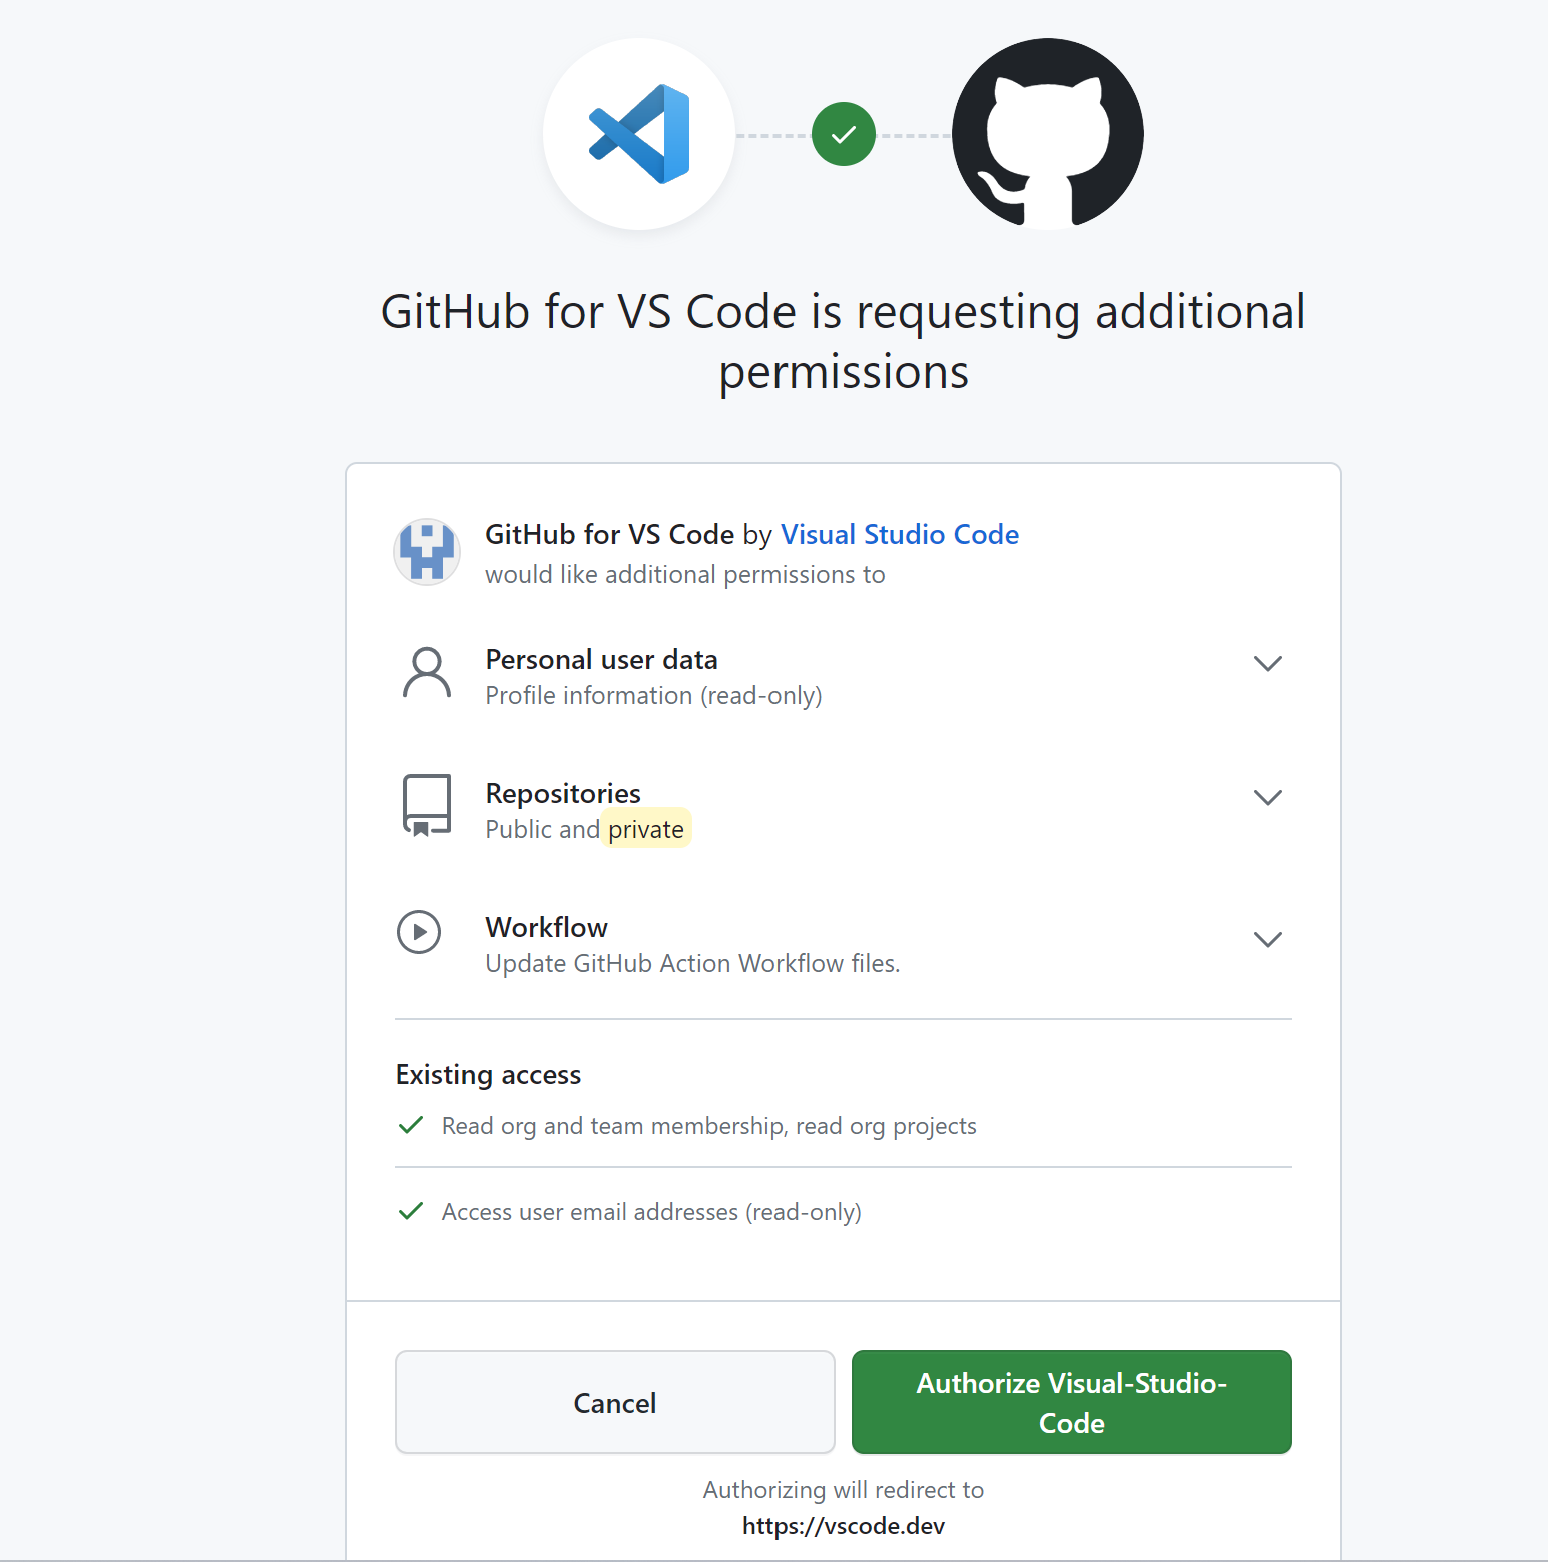 GitHub for VS Code is requesting additional
permissions
GitHub for VS Code by Visual Studio Code
would like additional permissions to
Personal user data
Profile information (read-only)
Repositories
Public and private
Workflow
Update GitHub Action Workflow files.
Existing access
Read org and team membership, read org projects
Access user email addresses (read-only)
Cancel
Authorize Visual-Studio-
Code
Authorizing will redirect to
https://vscode.dev